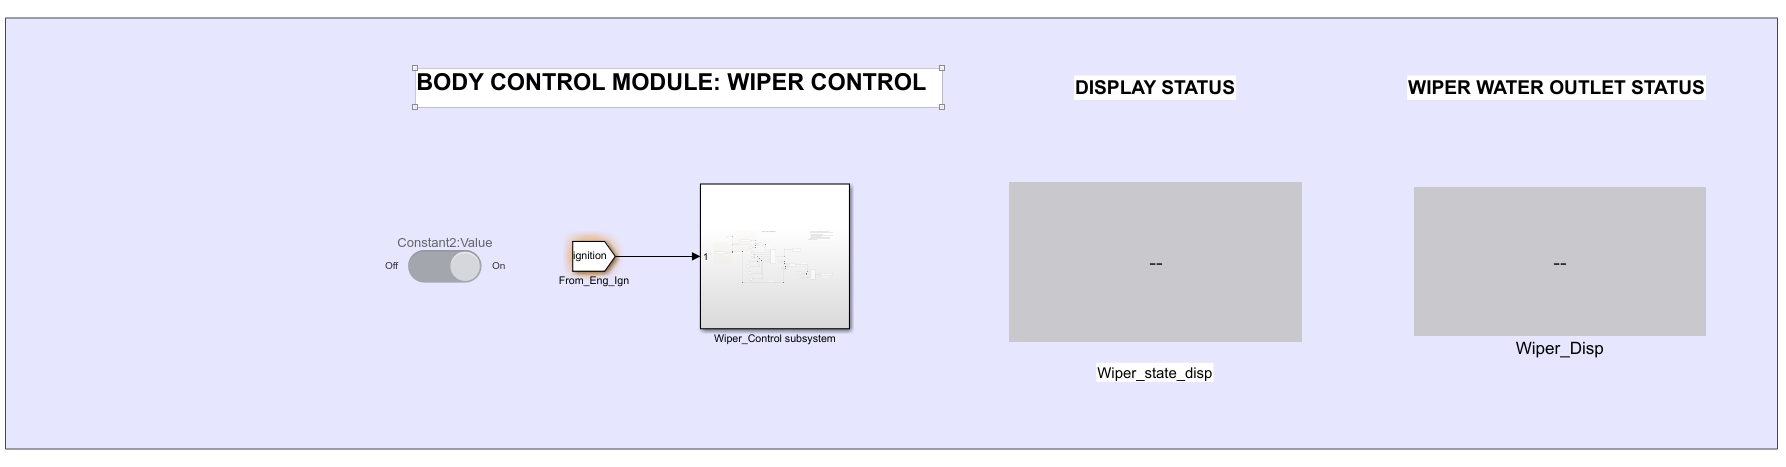 BODY CONTROL MODULE: WIPER CONTROL
DISPLAY STATUS
WIPER WATER OUTLET STATUS
Constant2:Value
Off
On
ignition
From_Eng_Ign
1
Wiper_Control subsystem
--
Wiper_state_disp
--
Wiper_Disp